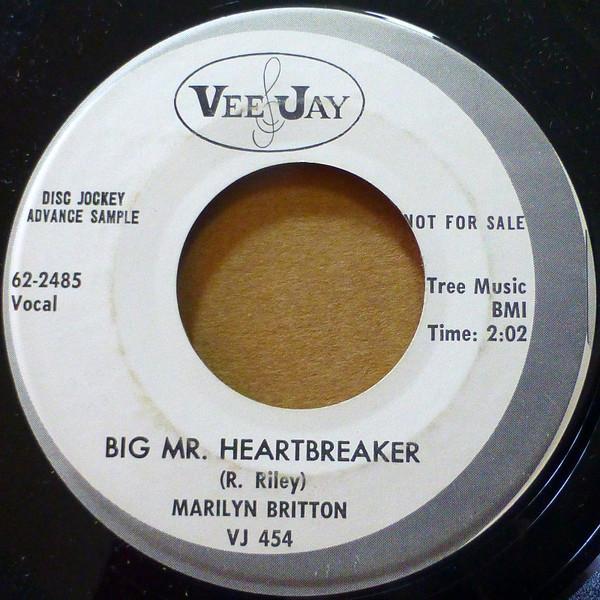 VEE JAY
DISC JOCKEY
ADVANCE SAMPLE
NOT FOR SALE
62-2485
Vocal
Tree Music
BMI
Time: 2:02
BIG MR. HEARTBREAKER
(R. Riley)
MARILYN BRITTON
VJ 454